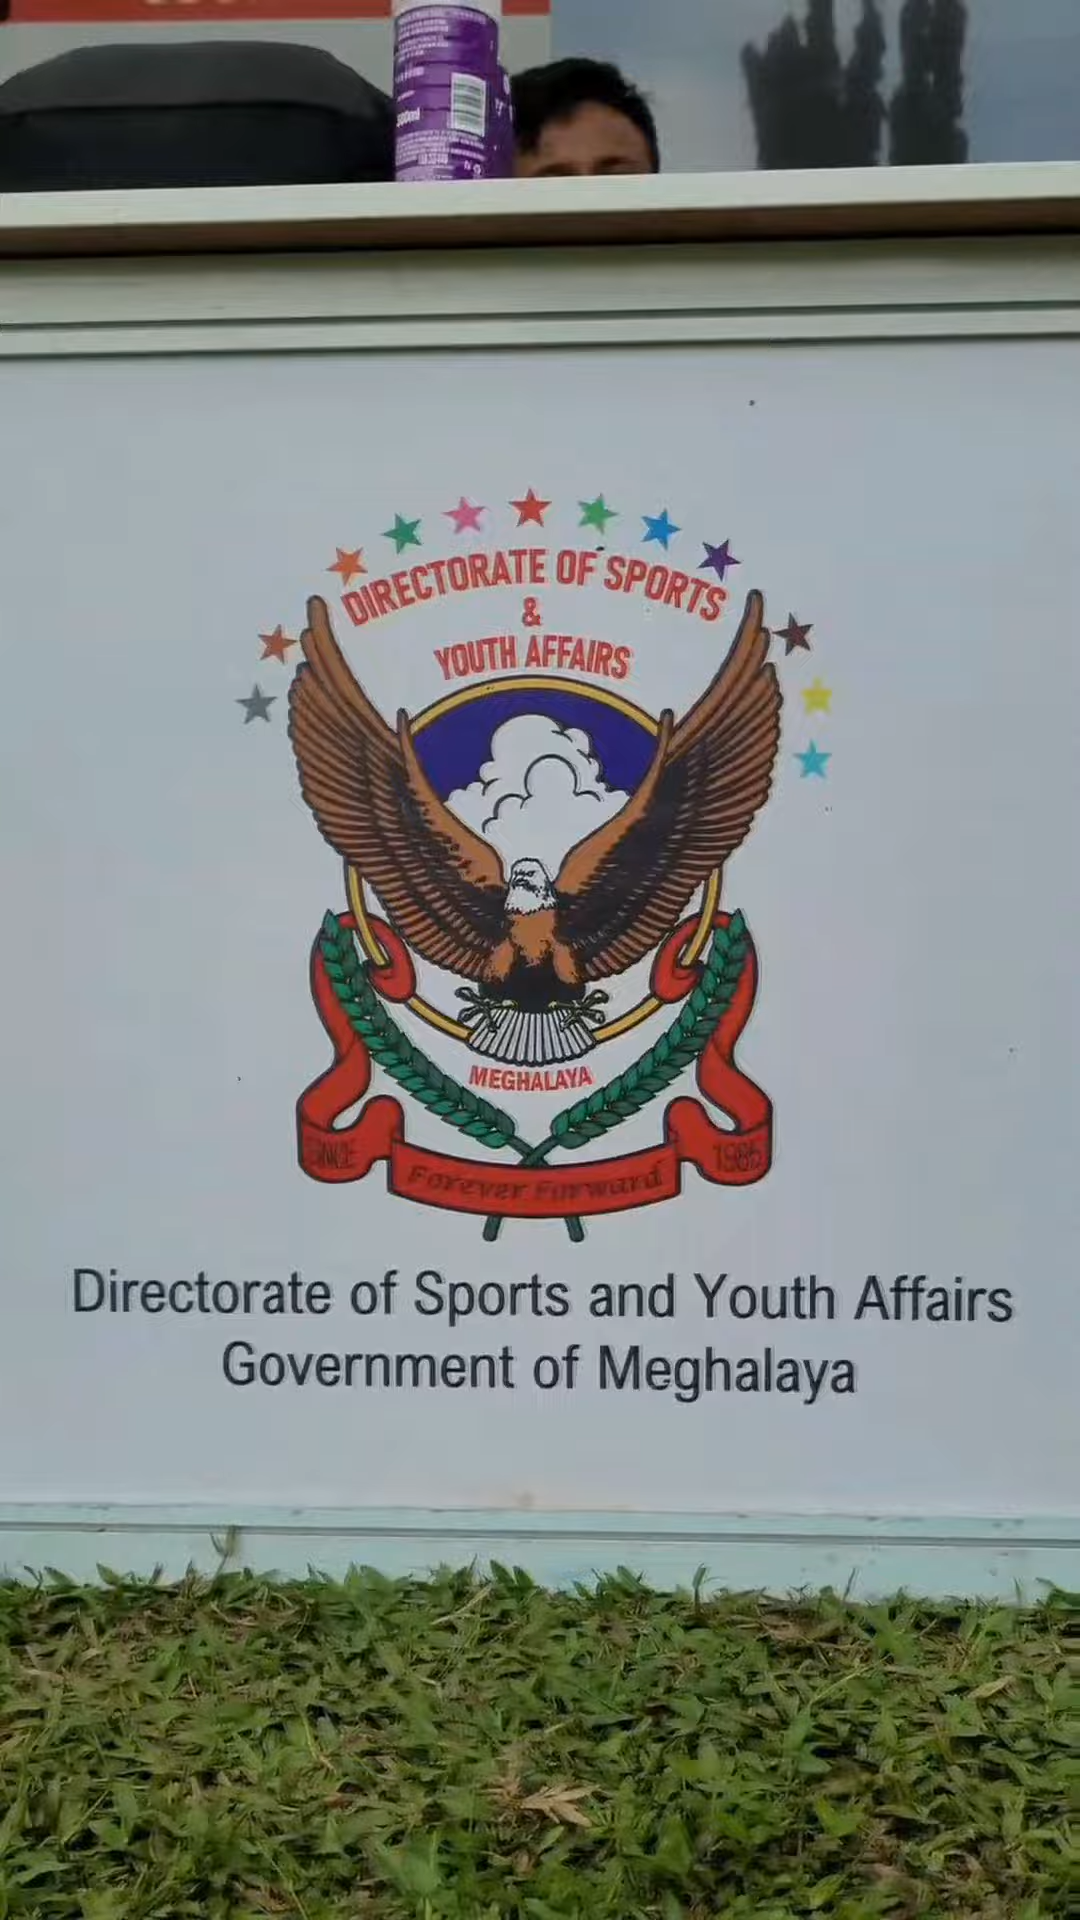 500ml
DIRECTORATE OF SPORTS
&
YOUTH AFFAIRS
MEGHALAYA
SINCE
Forever Forward
1985
Directorate of Sports and Youth Affairs
Government of Meghalaya